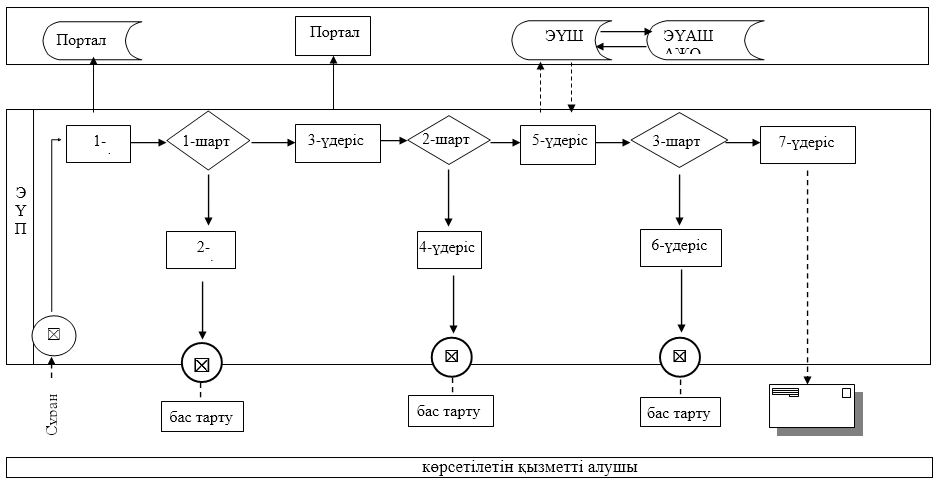 Портал
Портал
ЭҮШ
ЭҮАШ
1-
1-шарт
3-үдеріс
2-шарт
5-үдеріс
3-шарт
7-үдеріс
Э
Ү
П
2-
4-үдеріс
6-үдеріс
бас тарту
бас тарту
бас тарту
көрсетілетін қызметті алушы